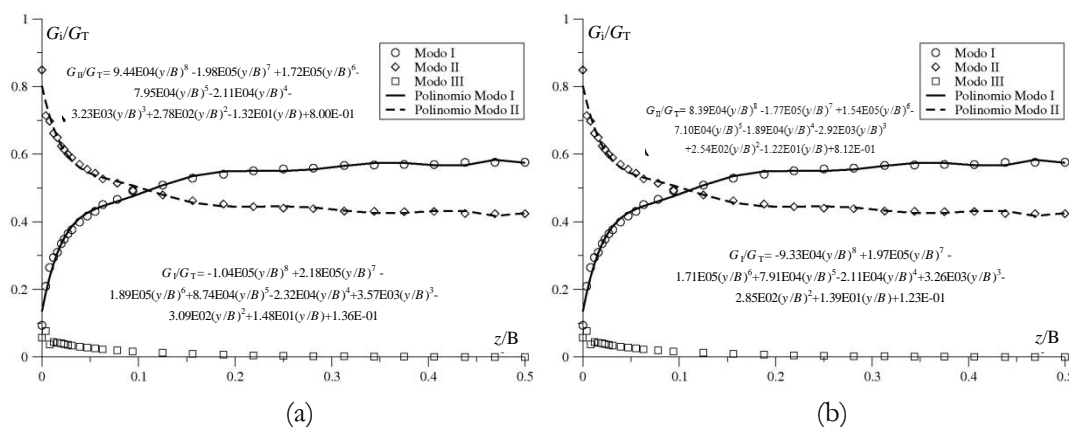 G_i/G_T
Modo I
Modo II
Modo III
Polinomio Modo I
Polinomio Modo II
G_II/G_T= 9.44E04(y/B)^8 -1.98E05(y/B)^7 +1.72E05(y/B)^6-
7.95E04(y/B)^5-2.11E04(y/B)^4-
3.23E03(y/B)^3+2.78E02(y/B)^2-1.32E01(y/B)+8.00E-01
G_I/G_T= -1.04E05(y/B)^8 +2.18E05(y/B)^7 -
1.89E05(y/B)^6+8.74E04(y/B)^5-2.32E04(y/B)^4+3.57E03(y/B)^3-
3.09E02(y/B)^2+1.48E01(y/B)+1.36E-01
z/B
1
0.8
0.6
0.4
0.2
0
0 0.1 0.2 0.3 0.4 0.5
(a)
G_i/G_T
Modo I
Modo II
Modo III
Polinomio Modo I
Polinomio Modo II
G_II/G_T= 8.39E04(y/B)^8 -1.77E05(y/B)^7 +1.54E05(y/B)^6-
7.10E04(y/B)^5-1.89E04(y/B)^4-2.92E03(y/B)^3
+2.54E02(y/B)^2-1.22E01(y/B)+8.12E-01
G_I/G_T= -9.33E04(y/B)^8 +1.97E05(y/B)^7 -
1.71E05(y/B)^6+7.91E04(y/B)^5-2.11E04(y/B)^4+3.26E03(y/B)^3-
2.85E02(y/B)^2+1.39E01(y/B)+1.23E-01
z/B
1
0.8
0.6
0.4
0.2
0
0 0.1 0.2 0.3 0.4 0.5
(b)